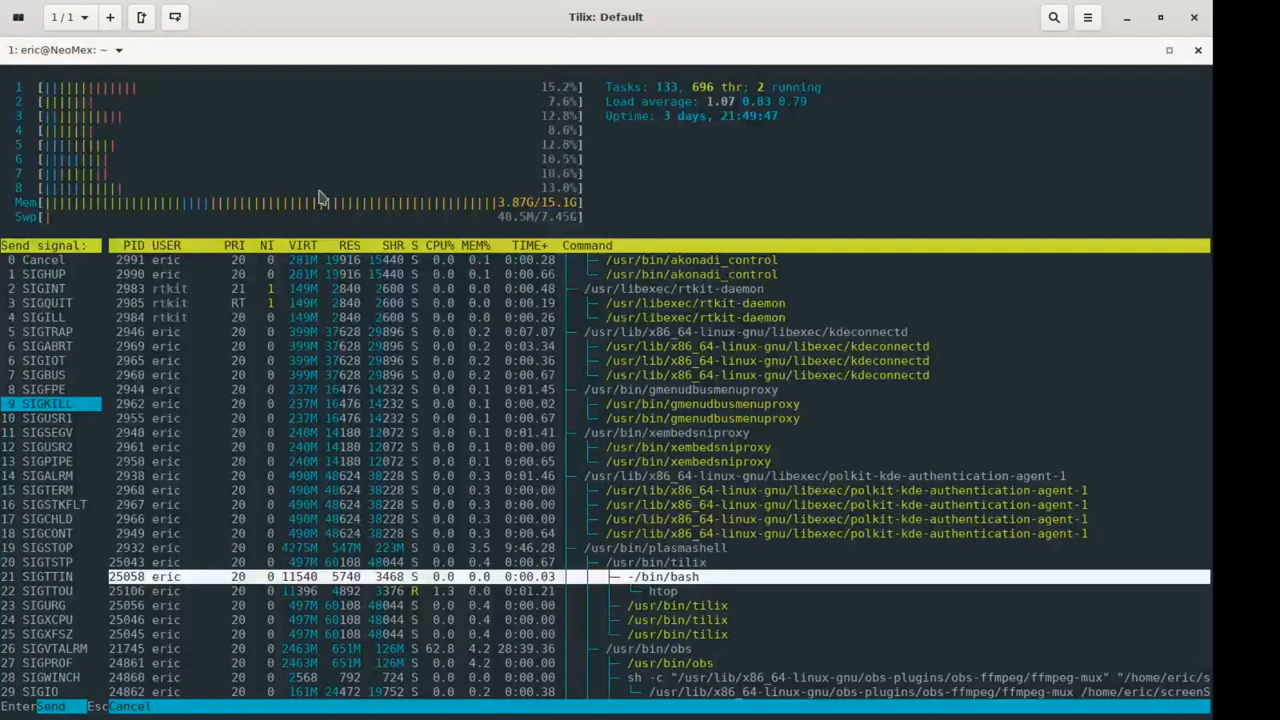 1 / 1
Tilix: Default
1: eric@NeoMex: ~
1 [ 15.2%] Tasks: 133, 696 thr; 2 running
2 [ 7.6%] Load average: 1.07 0.83 0.79
3 [ 12.8%] Uptime: 3 days, 21:49:47
4 [ 8.6%]
5 [ 12.8%]
6 [ 10.5%]
7 [ 10.6%]
8 [ 13.0%]
Mem[ 3.87G/15.1G]
Swp[ 40.5M/7.45G]
Send signal: PID USER PRI NI VIRT RES SHR S CPU% MEM% TIME+ Command
0 Cancel 2991 eric 20 0 281M 19916 15440 S 0.0 0.1 0:00.28 /usr/bin/akonadi_control
1 SIGHUP 2990 eric 20 0 281M 19916 15440 S 0.0 0.1 0:00.66 /usr/bin/akonadi_control
2 SIGINT 2983 rtkit 21 1 149M 2840 2600 S 0.0 0.0 0:00.48 /usr/libexec/rtkit-daemon
3 SIGQUIT 2985 rtkit RT 1 149M 2840 2600 S 0.0 0.0 0:00.19 /usr/libexec/rtkit-daemon
4 SIGILL 2984 rtkit 20 0 149M 2840 2600 S 0.0 0.0 0:00.26 /usr/libexec/rtkit-daemon
5 SIGTRAP 2946 eric 20 0 399M 37628 29896 S 0.0 0.2 0:07.07 /usr/lib/x86_64-linux-gnu/libexec/kdeconnectd
6 SIGABRT 2969 eric 20 0 399M 37628 29896 S 0.0 0.2 0:03.34 /usr/lib/x86_64-linux-gnu/libexec/kdeconnectd
6 SIGIOT 2965 eric 20 0 399M 37628 29896 S 0.0 0.2 0:00.36 /usr/lib/x86_64-linux-gnu/libexec/kdeconnectd
7 SIGBUS 2960 eric 20 0 399M 37628 29896 S 0.0 0.2 0:00.67 /usr/lib/x86_64-linux-gnu/libexec/kdeconnectd
8 SIGFPE 2944 eric 20 0 237M 16476 14232 S 0.0 0.1 0:01.45 /usr/bin/gmenudbusmenuproxy
9 SIGKILL 2962 eric 20 0 237M 16476 14232 S 0.0 0.1 0:00.02 /usr/bin/gmenudbusmenuproxy
10 SIGUSR1 2955 eric 20 0 237M 16476 14232 S 0.0 0.1 0:00.67 /usr/bin/gmenudbusmenuproxy
11 SIGSEGV 2940 eric 20 0 240M 14180 12072 S 0.0 0.1 0:01.41 /usr/bin/xembedsniproxy
12 SIGUSR2 2961 eric 20 0 240M 14180 12072 S 0.0 0.1 0:00.00 /usr/bin/xembedsniproxy
13 SIGPIPE 2950 eric 20 0 240M 14180 12072 S 0.0 0.1 0:00.65 /usr/bin/xembedsniproxy
14 SIGALRM 2938 eric 20 0 490M 48624 38228 S 0.0 0.3 0:01.46 /usr/lib/x86_64-linux-gnu/libexec/polkit-kde-authentication-agent-1
15 SIGTERM 2968 eric 20 0 490M 48624 38228 S 0.0 0.3 0:00.00 /usr/lib/x86_64-linux-gnu/libexec/polkit-kde-authentication-agent-1
16 SIGSTKFLT 2967 eric 20 0 490M 48624 38228 S 0.0 0.3 0:00.00 /usr/lib/x86_64-linux-gnu/libexec/polkit-kde-authentication-agent-1
17 SIGCHLD 2966 eric 20 0 490M 48624 38228 S 0.0 0.3 0:00.00 /usr/lib/x86_64-linux-gnu/libexec/polkit-kde-authentication-agent-1
18 SIGCONT 2949 eric 20 0 490M 48624 38228 S 0.0 0.3 0:00.64 /usr/lib/x86_64-linux-gnu/libexec/polkit-kde-authentication-agent-1
19 SIGSTOP 2932 eric 20 0 4275M 547M 223M S 0.0 3.5 9:46.28 /usr/bin/plasmashell
20 SIGTSTP 25043 eric 20 0 497M 60108 48044 S 0.0 0.4 0:00.67 /usr/bin/tilix
21 SIGTTIN 25058 eric 20 0 11540 5740 3468 S 0.0 0.0 0:00.03 -/bin/bash
22 SIGTTOU 25106 eric 20 0 11396 4892 3376 R 1.3 0.0 0:01.21 htop
23 SIGURG 25056 eric 20 0 497M 60108 48044 S 0.0 0.4 0:00.00 /usr/bin/tilix
24 SIGXCPU 25046 eric 20 0 497M 60108 48044 S 0.0 0.4 0:00.00 /usr/bin/tilix
25 SIGXFSZ 25045 eric 20 0 497M 60108 48044 S 0.0 0.4 0:00.00 /usr/bin/tilix
26 SIGVTALRM 21745 eric 20 0 2463M 651M 126M S 62.8 4.2 28:39.36 /usr/bin/obs
27 SIGPROF 24861 eric 20 0 2463M 651M 126M S 0.0 4.2 0:00.00 /usr/bin/obs
28 SIGWINCH 24860 eric 20 0 2568 792 724 S 0.0 0.0 0:00.00 sh -c "/usr/lib/x86_64-linux-gnu/obs-plugins/obs-ffmpeg/ffmpeg-mux" "/home/eric/s
29 SIGIO 24862 eric 20 0 161M 24472 19752 S 0.0 0.2 0:00.38 /usr/lib/x86_64-linux-gnu/obs-plugins/obs-ffmpeg/ffmpeg-mux /home/eric/screenS
EnterSend EscCancel